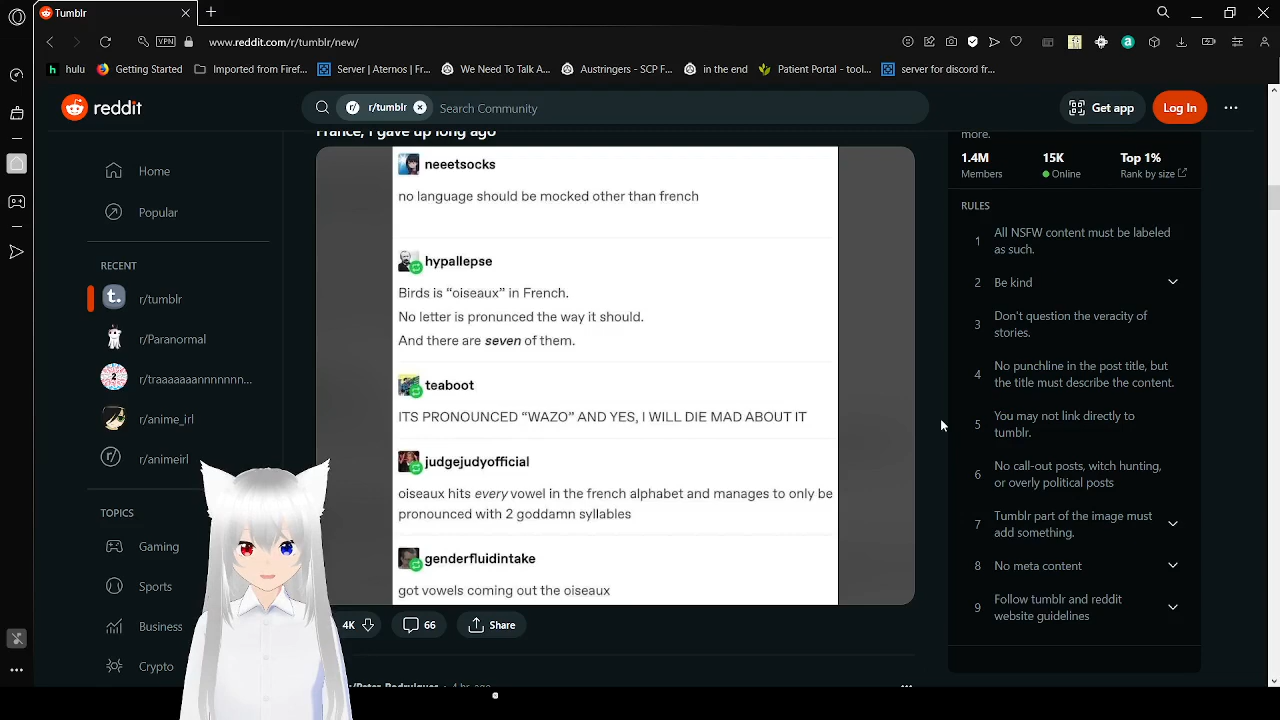 Tumblr
VPN
www.reddit.com/r/tumblr/new/
h hulu
Getting Started
Imported from Firef...
Server | Aternos | Fr...
We Need To Talk A...
Austringers - SCP F...
in the end
Patient Portal - tool...
server for discord fr...
reddit
r/ r/tumblr
Search Community
Get app
Log In
Home
Popular
RECENT
t. r/tumblr
r/Paranormal
2 r/traaaaaaannnnnnn...
r/anime_irl
r/ r/animeirl
TOPICS
Gaming
Sports
Business
Crypto
France, I gave up long ago
neeetsocks
no language should be mocked other than french
hypallepse
Birds is “oiseaux” in French.
No letter is pronounced the way it should.
And there are seven of them.
teaboot
ITS PRONOUNCED “WAZO” AND YES, I WILL DIE MAD ABOUT IT
judgejudyofficial
oiseaux hits every vowel in the french alphabet and manages to only be
pronounced with 2 goddamn syllables
genderfluidintake
got vowels coming out the oiseaux
4K
66
Share
4 hr. ago
more.
1.4M 15K Top 1%
Members Online Rank by size
RULES
1 All NSFW content must be labeled
as such.
2 Be kind
3 Don't question the veracity of
stories.
4 No punchline in the post title, but
the title must describe the content.
5 You may not link directly to
tumblr.
6 No call-out posts, witch hunting,
or overly political posts
7 Tumblr part of the image must
add something.
8 No meta content
9 Follow tumblr and reddit
website guidelines